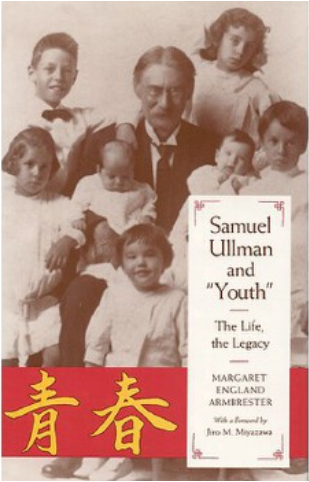 Samuel
Ullman
and
"Youth"
The Life,
the Legacy
MARGARET
ENGLAND
ARMBRESTER
With a Foreword by
Jiro M. Miyazawa
青春